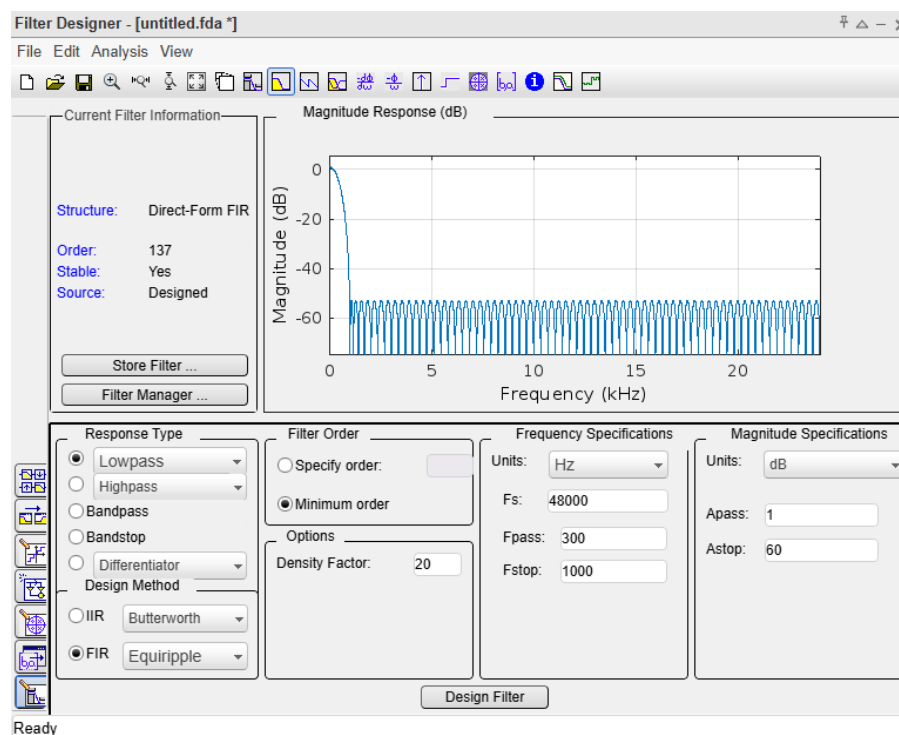 Filter Designer - [untitled.fda *]
File Edit Analysis View
Current Filter Information
Structure: Direct-Form FIR
Order: 137
Stable: Yes
Source: Designed
Store Filter ...
Filter Manager ...
Magnitude Response (dB)
Magnitude (dB)
0
-20
-40
-60
0 5 10 15 20
Frequency (kHz)
Response Type
Lowpass
Highpass
Bandpass
Bandstop
Differentiator
Design Method
IIR Butterworth
FIR Equiripple
Filter Order
Specify order:
Minimum order
Options
Density Factor: 20
Frequency Specifications
Units: Hz
Fs: 48000
Fpass: 300
Fstop: 1000
Magnitude Specifications
Units: dB
Apass: 1
Astop: 60
Design Filter
Ready